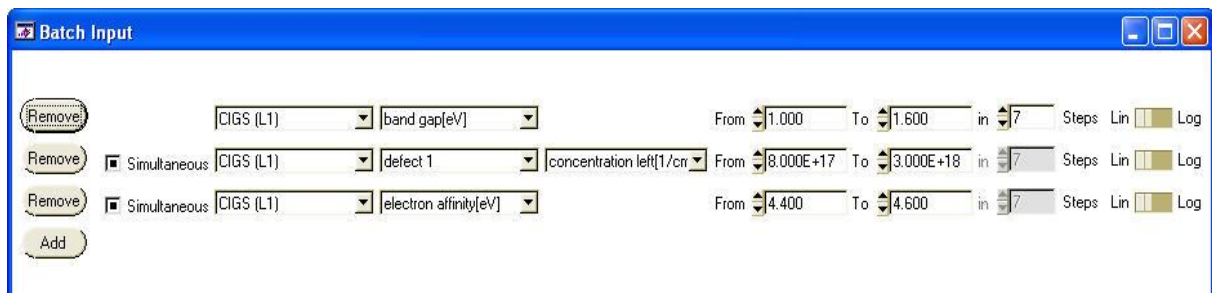 Batch Input
Remove CIGS (L1) band gap[eV] From 1.000 To 1.600 in 7 Steps Lin Log
Remove Simultaneous CIGS (L1) defect 1 concentration left[1/cm From 8.000E+17 To 3.000E+18 in 7 Steps Lin Log
Remove Simultaneous CIGS (L1) electron affinity[eV] From 4.400 To 4.600 in 7 Steps Lin Log
Add